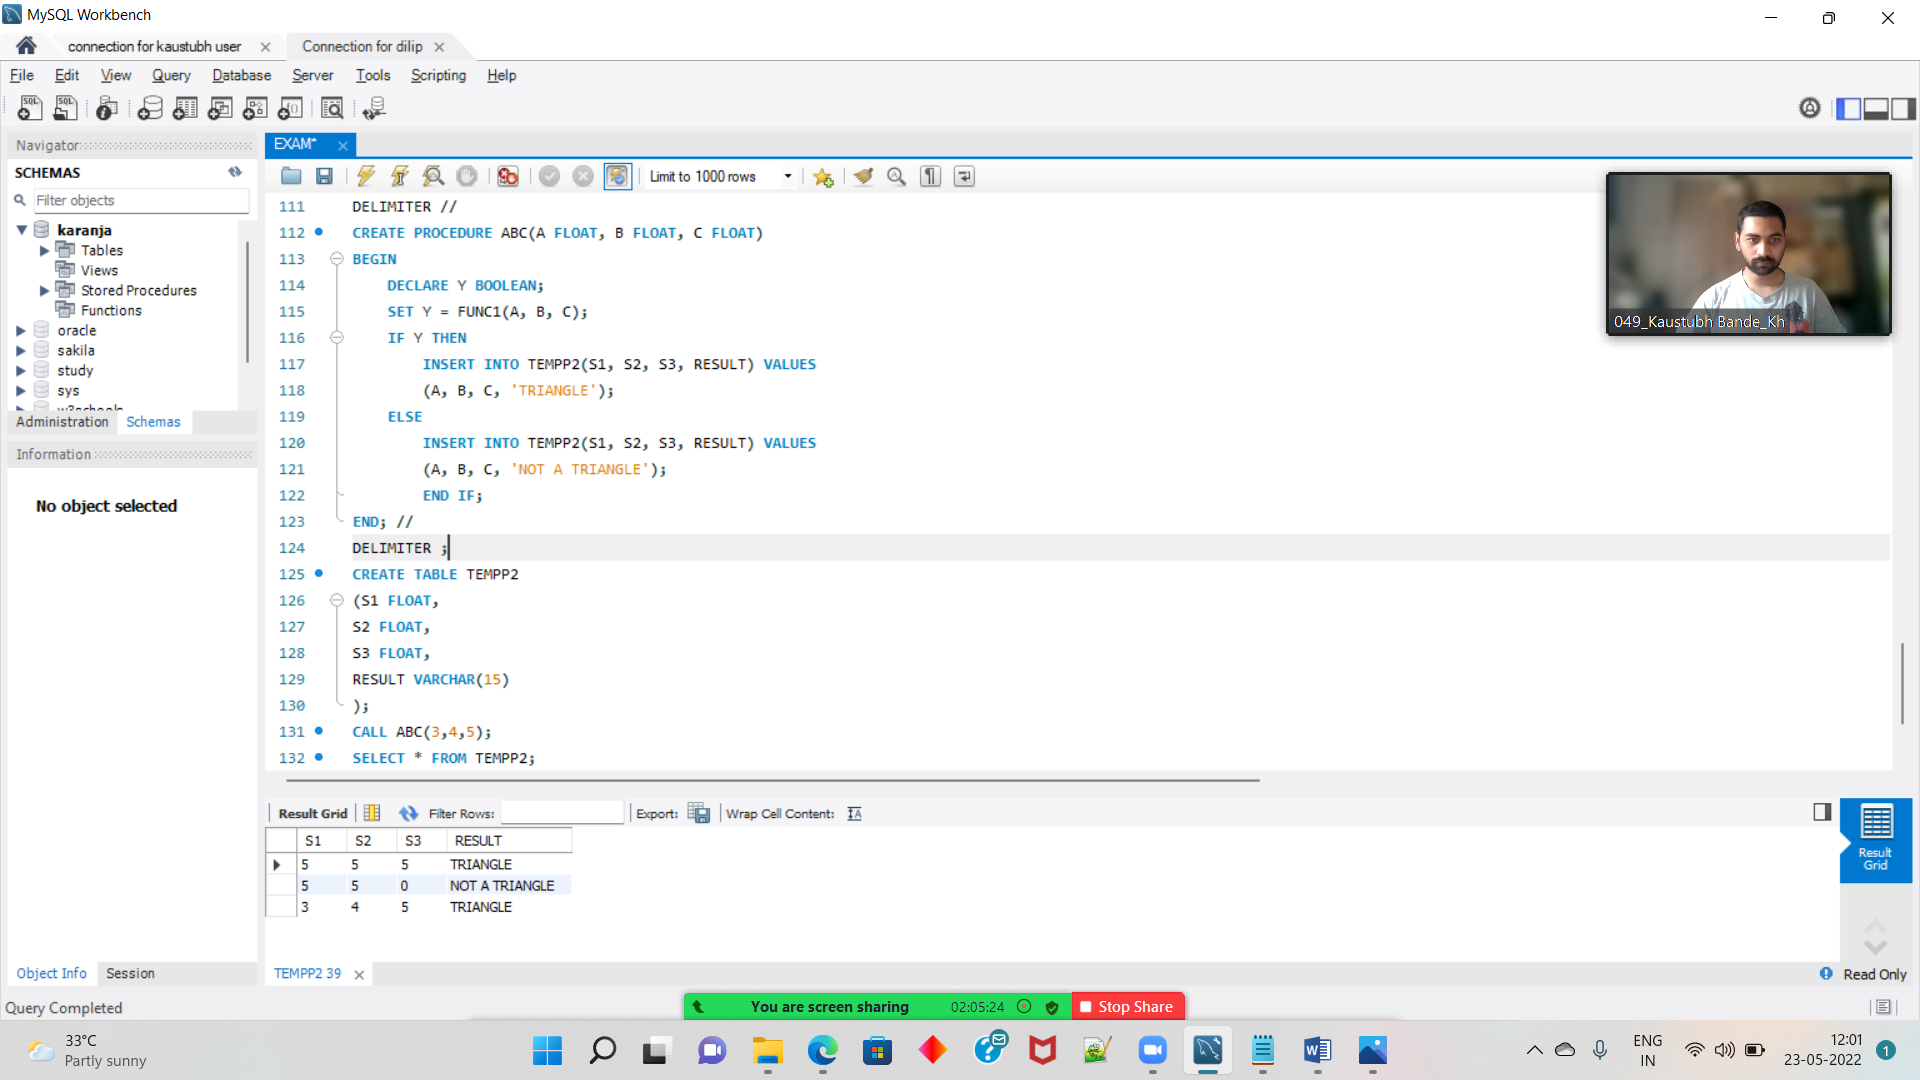 MySQL Workbench
connection for kaustubh user
Connection for dilip
File Edit View Query Database Server Tools Scripting Help
Navigator
EXAM*
SCHEMAS
Limit to 1000 rows
Filter objects
karanja
Tables
Views
Stored Procedures
Functions
oracle
sakila
study
sys
w3schools
Administration Schemas
Information
No object selected
111 DELIMITER //
112 CREATE PROCEDURE ABC(A FLOAT, B FLOAT, C FLOAT)
113 BEGIN
114 DECLARE Y BOOLEAN;
115 SET Y = FUNC1(A, B, C);
116 IF Y THEN
117 INSERT INTO TEMPP2(S1, S2, S3, RESULT) VALUES
118 (A, B, C, 'TRIANGLE');
119 ELSE
120 INSERT INTO TEMPP2(S1, S2, S3, RESULT) VALUES
121 (A, B, C, 'NOT A TRIANGLE');
122 END IF;
123 END; //
124 DELIMITER ;
125 CREATE TABLE TEMPP2
126 (S1 FLOAT,
127 S2 FLOAT,
128 S3 FLOAT,
129 RESULT VARCHAR(15)
130 );
131 CALL ABC(3,4,5);
132 SELECT * FROM TEMPP2;
049_Kaustubh Bande_Kh
Result Grid Filter Rows: Export: Wrap Cell Content:
S1 S2 S3 RESULT
5 5 5 TRIANGLE
5 5 0 NOT A TRIANGLE
3 4 5 TRIANGLE
Result
Grid
Object Info Session
TEMPP2 39
Read Only
Query Completed
You are screen sharing 02:05:24 Stop Share
33°C
Partly sunny
ENG
IN
12:01
23-05-2022
1